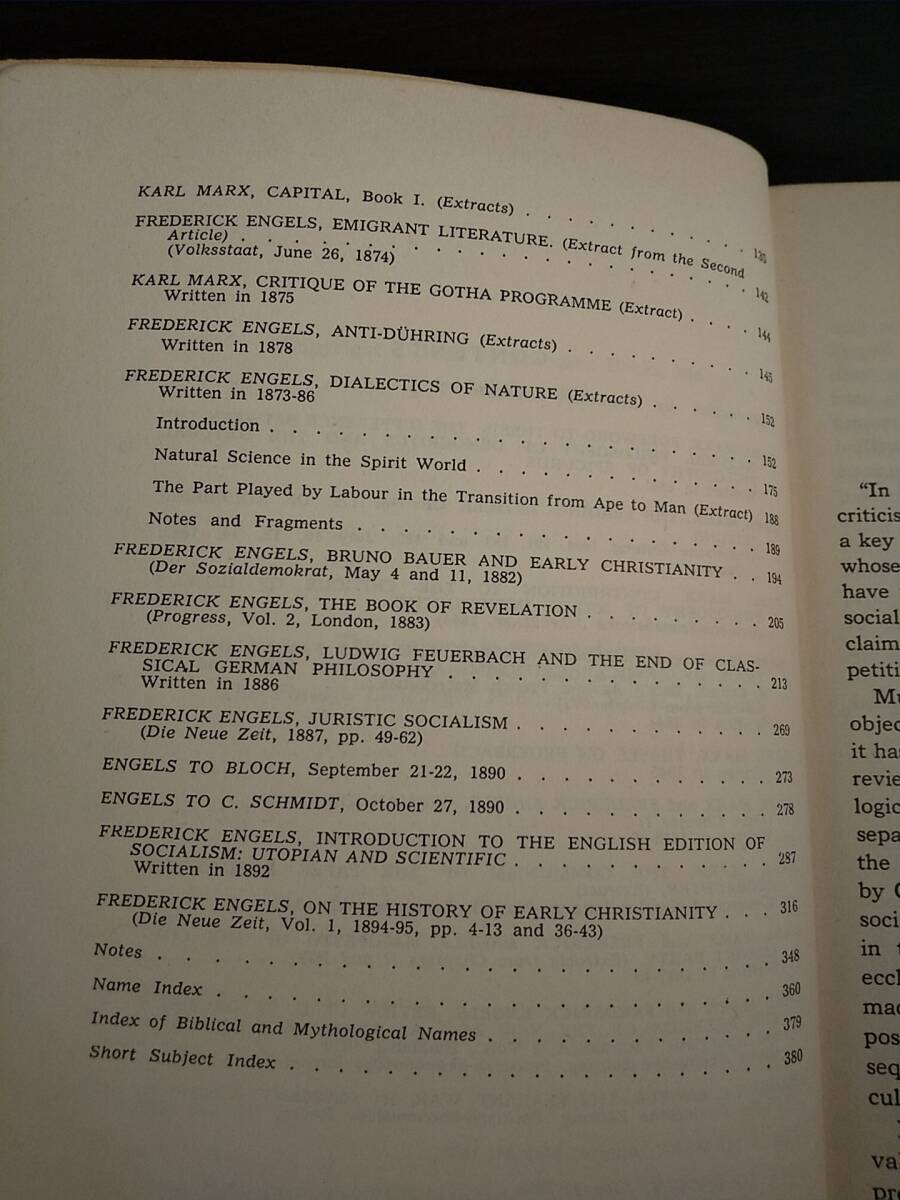 KARL MARX, CAPITAL, Book I. (Extracts) . . . . . . . . . .
FREDERICK ENGELS, EMIGRANT LITERATURE. (Extract from the Second
Article) . . . . . . . . . . . . . . . . . 142
(Volksstaat, June 26, 1874)
KARL MARX, CRITIQUE OF THE GOTHA PROGRAMME (Extract) . . . . 144
Written in 1875
FREDERICK ENGELS, ANTI-DÜHRING (Extracts) . . . . . . . . . 145
Written in 1878
FREDERICK ENGELS, DIALECTICS OF NATURE (Extracts) . . . . . . 152
Written in 1873-86
Introduction . . . . . . . . . . . . . . . . . . 152
Natural Science in the Spirit World . . . . . . . . . . . . 175
The Part Played by Labour in the Transition from Ape to Man (Extract) 188
Notes and Fragments . . . . . . . . . . . . . . . . 189
FREDERICK ENGELS, BRUNO BAUER AND EARLY CHRISTIANITY . . 194
(Der Sozialdemokrat, May 4 and 11, 1882)
FREDERICK ENGELS, THE BOOK OF REVELATION . . . . . . . . 205
(Progress, Vol. 2, London, 1883)
FREDERICK ENGELS, LUDWIG FEUERBACH AND THE END OF CLAS-
SICAL GERMAN PHILOSOPHY . . . . . . . . . . . . . 213
Written in 1886
FREDERICK ENGELS, JURISTIC SOCIALISM . . . . . . . . . . . 269
(Die Neue Zeit, 1887, pp. 49-62)
ENGELS TO BLOCH, September 21-22, 1890 . . . . . . . . . . . 273
ENGELS TO C. SCHMIDT, October 27, 1890 . . . . . . . . . . . 278
FREDERICK ENGELS, INTRODUCTION TO THE ENGLISH EDITION OF
SOCIALISM: UTOPIAN AND SCIENTIFIC . . . . . . . . . . . 287
Written in 1892
FREDERICK ENGELS, ON THE HISTORY OF EARLY CHRISTIANITY . . . 316
(Die Neue Zeit, Vol. 1, 1894-95, pp. 4-13 and 36-43)
Notes . . . . . . . . . . . . . . . . . . . . . . . 348
Name Index . . . . . . . . . . . . . . . . . . . . . 360
Index of Biblical and Mythological Names . . . . . . . . . . . . 379
Short Subject Index . . . . . . . . . . . . . . . . . . 380
"In
criticis
a key
whose
have
social
claim
petiti
Mu
objec
it has
revie
logic
sepa
the
by
soci
in t
eccl
mad
pos
seq
cul
val
pro